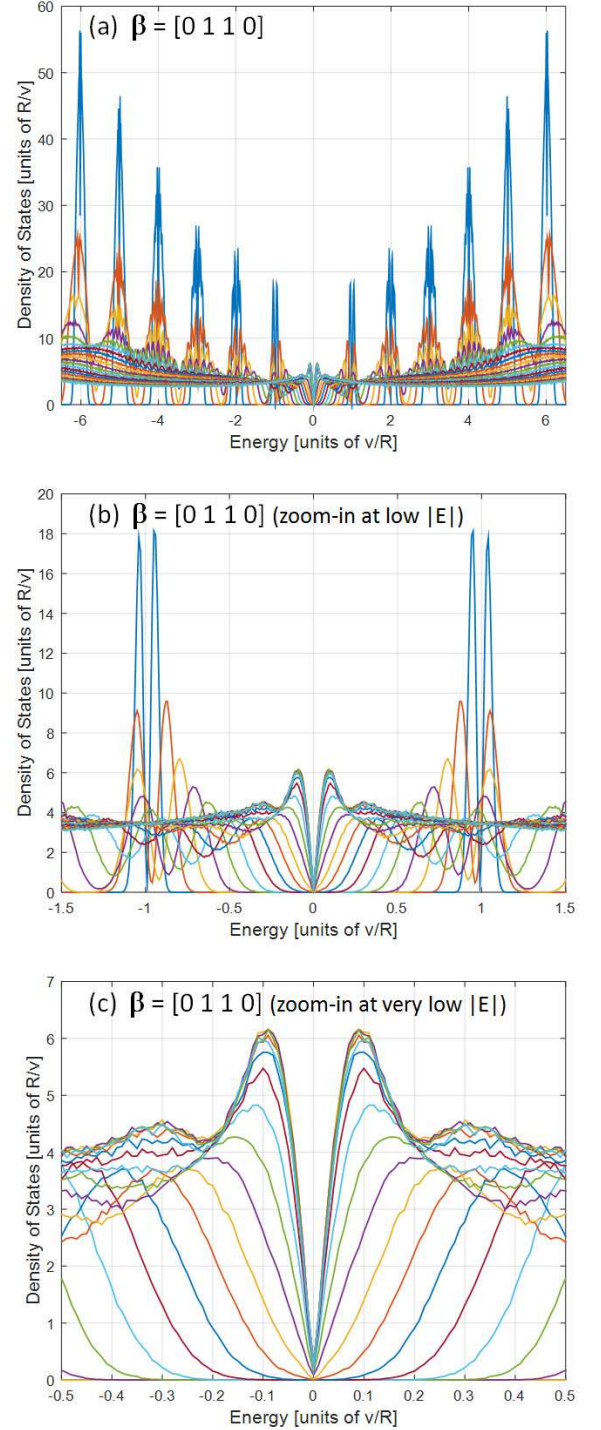 (a) β = [0 1 1 0]
Density of States [units of R/v]
60
50
40
30
20
10
0
-6 -4 -2 0 2 4 6
Energy [units of v/R]
(b) β = [0 1 1 0] (zoom-in at low |E|)
Density of States [units of R/v]
20
18
16
14
12
10
8
6
4
2
0
-1.5 -1 -0.5 0 0.5 1 1.5
Energy [units of v/R]
(c) β = [0 1 1 0] (zoom-in at very low |E|)
Density of States [units of R/v]
7
6
5
4
3
2
1
0
-0.5 -0.4 -0.3 -0.2 -0.1 0 0.1 0.2 0.3 0.4 0.5
Energy [units of v/R]